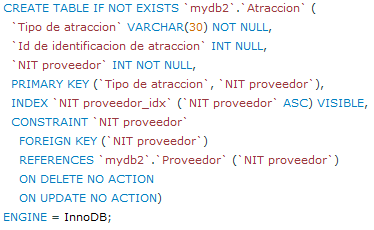 CREATE TABLE IF NOT EXISTS `mydb2`.`Atraccion` (
`Tipo de atraccion` VARCHAR(30) NOT NULL,
`Id de identificacion de atraccion` INT NULL,
`NIT proveedor` INT NOT NULL,
PRIMARY KEY (`Tipo de atraccion`, `NIT proveedor`),
INDEX `NIT proveedor_idx` (`NIT proveedor` ASC) VISIBLE,
CONSTRAINT `NIT proveedor`
FOREIGN KEY (`NIT proveedor`)
REFERENCES `mydb2`.`Proveedor` (`NIT proveedor`)
ON DELETE NO ACTION
ON UPDATE NO ACTION)
ENGINE = InnoDB;